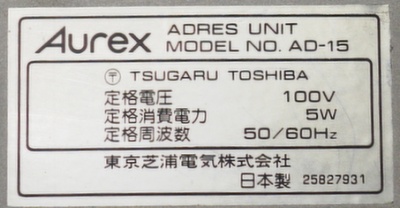 Aurex ADRES UNIT
MODEL NO. AD-15
〒 TSUGARU TOSHIBA
定格電圧 100V
定格消費電力 5W
定格周波数 50/60Hz
東京芝浦電気株式会社
日本製 25827931